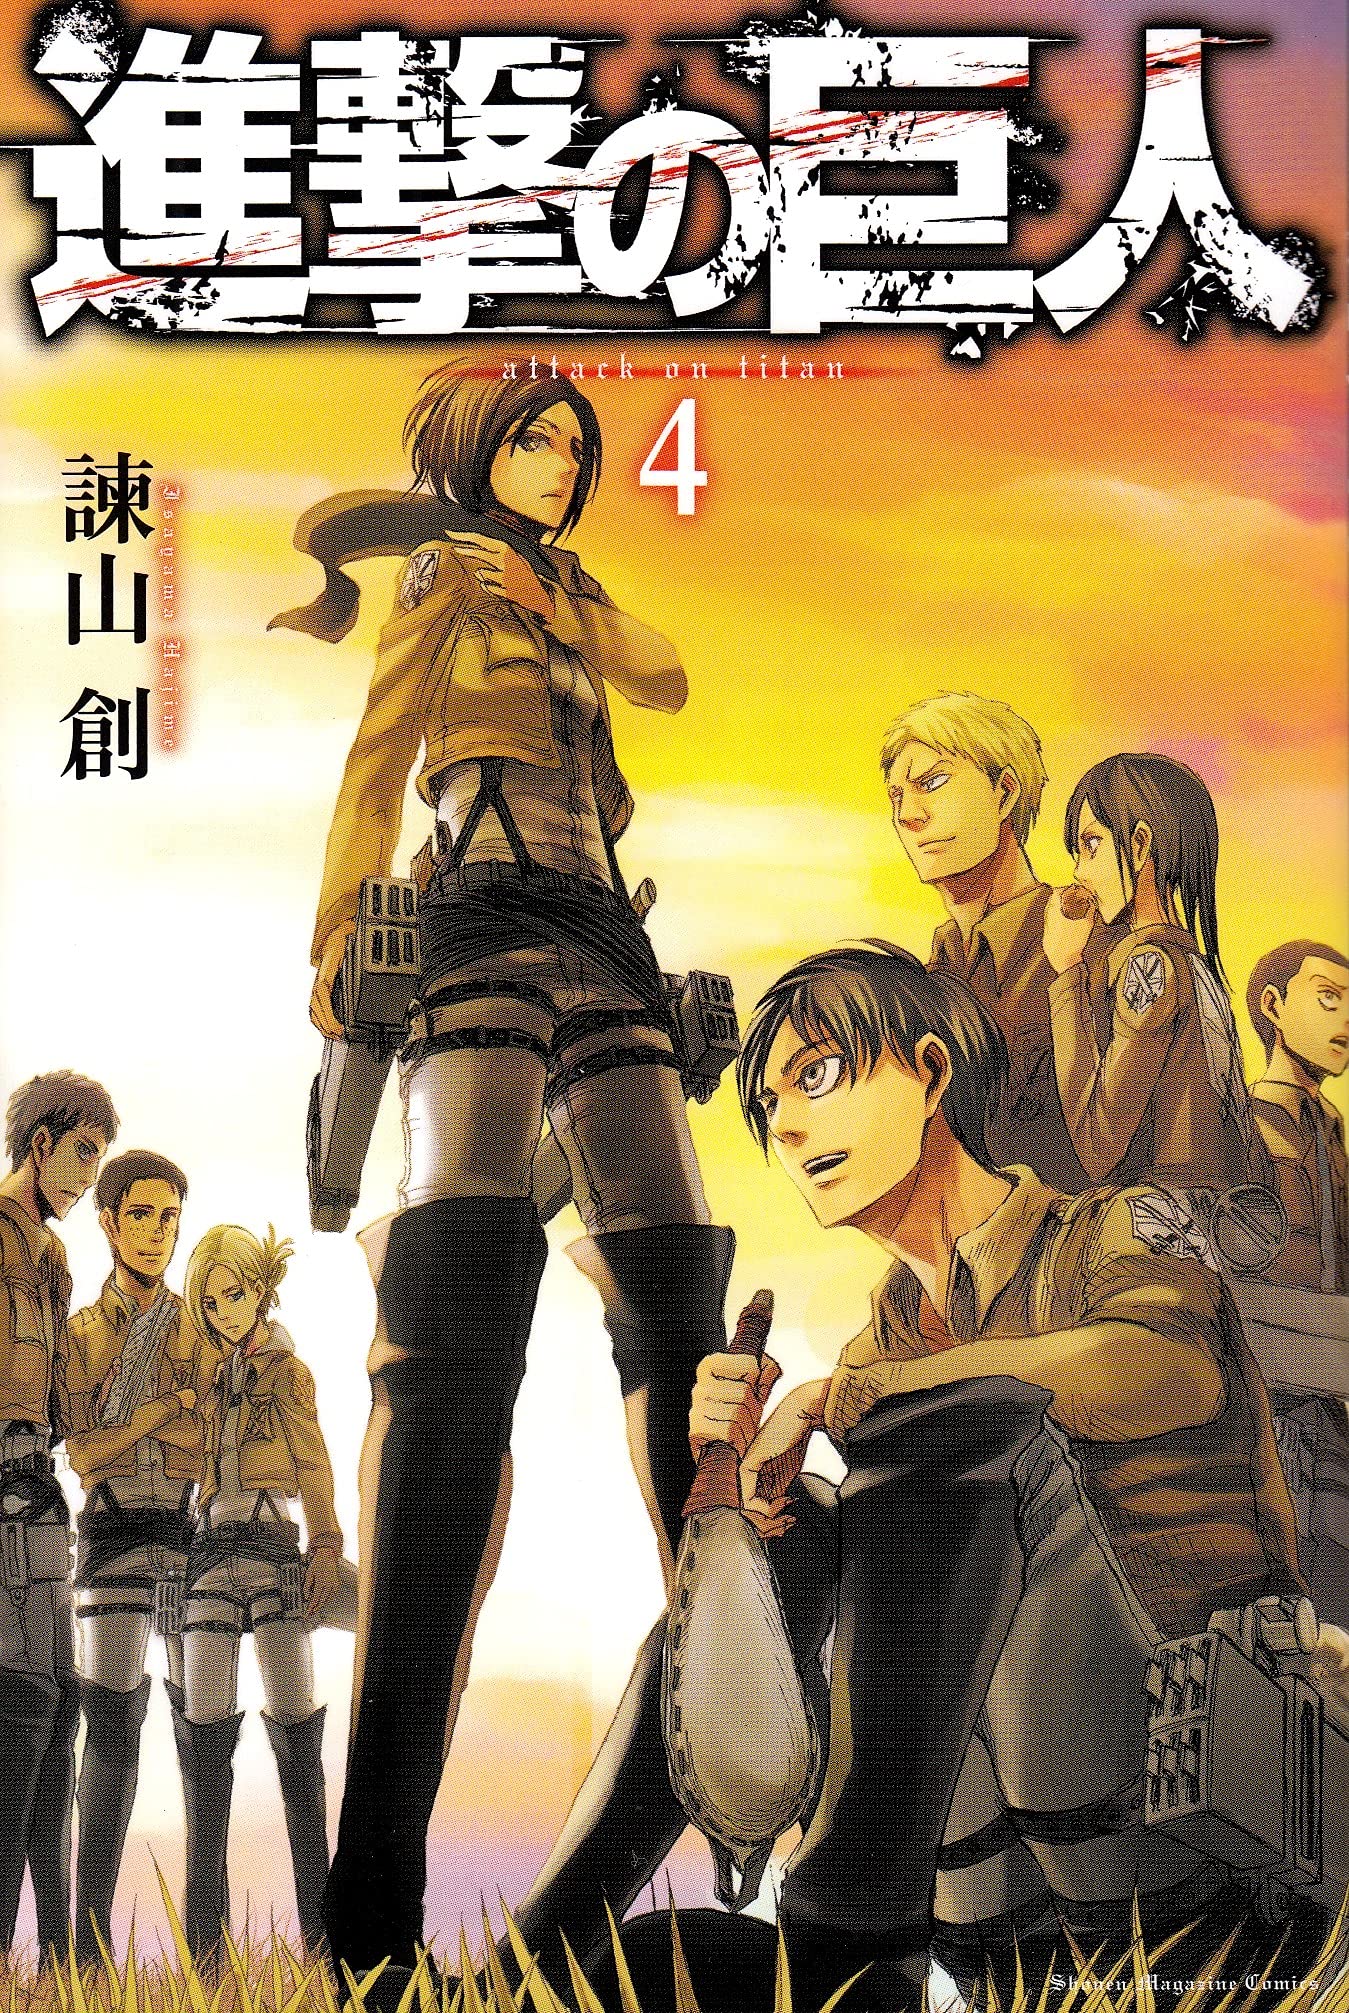 進撃の巨人
attack on titan
4
諫山 創
Isayama Hajime
Shonen Magazine Comics